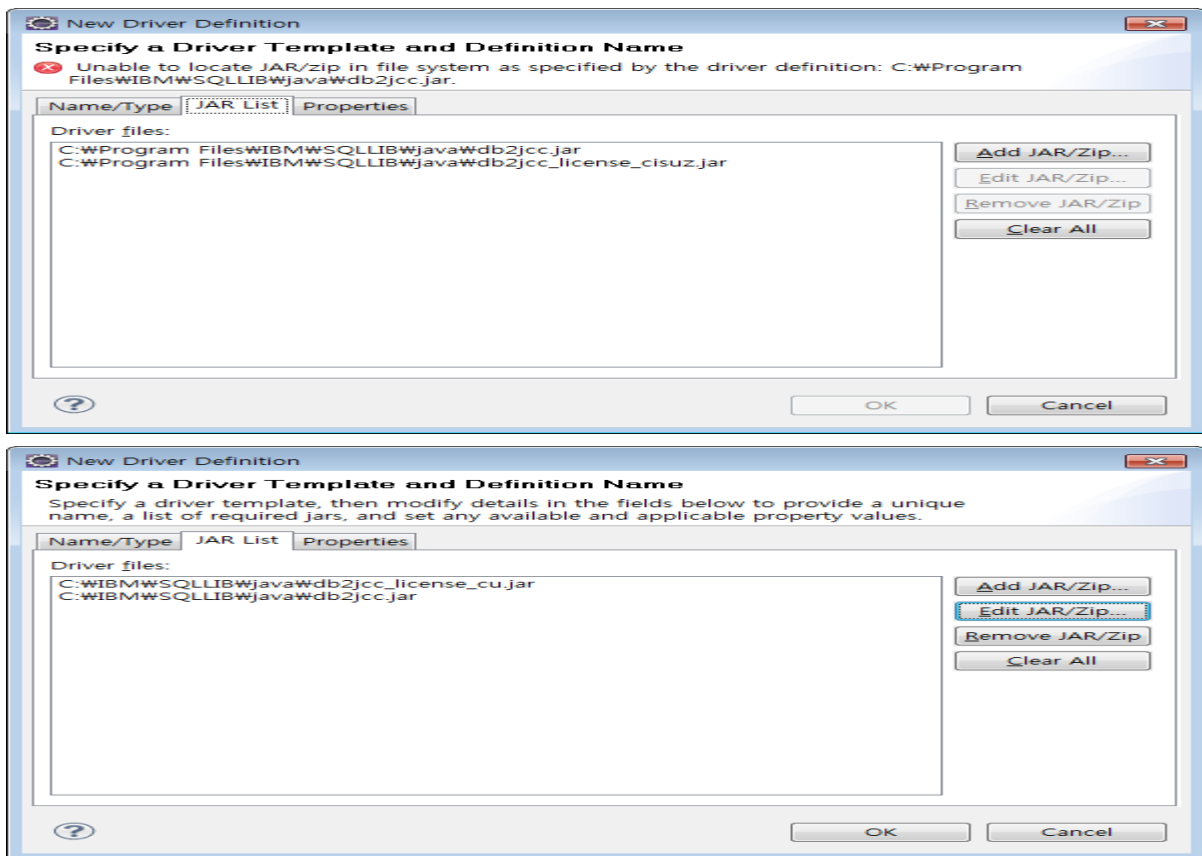 New Driver Definition
Specify a Driver Template and Definition Name
Unable to locate JAR/zip in file system as specified by the driver definition: C:₩Program
Files₩IBM₩SQLLIB₩java₩db2jcc.jar.
Name/Type JAR List Properties
Driver files:
C:₩Program Files₩IBM₩SQLLIB₩java₩db2jcc.jar
C:₩Program Files₩IBM₩SQLLIB₩java₩db2jcc_license_cisuz.jar
Add JAR/Zip...
Edit JAR/Zip...
Remove JAR/Zip
Clear All
?
OK Cancel
New Driver Definition
Specify a Driver Template and Definition Name
Specify a driver template, then modify details in the fields below to provide a unique
name, a list of required jars, and set any available and applicable property values.
Name/Type JAR List Properties
Driver files:
C:₩IBM₩SQLLIB₩java₩db2jcc_license_cu.jar
C:₩IBM₩SQLLIB₩java₩db2jcc.jar
Add JAR/Zip...
Edit JAR/Zip...
Remove JAR/Zip
Clear All
?
OK Cancel